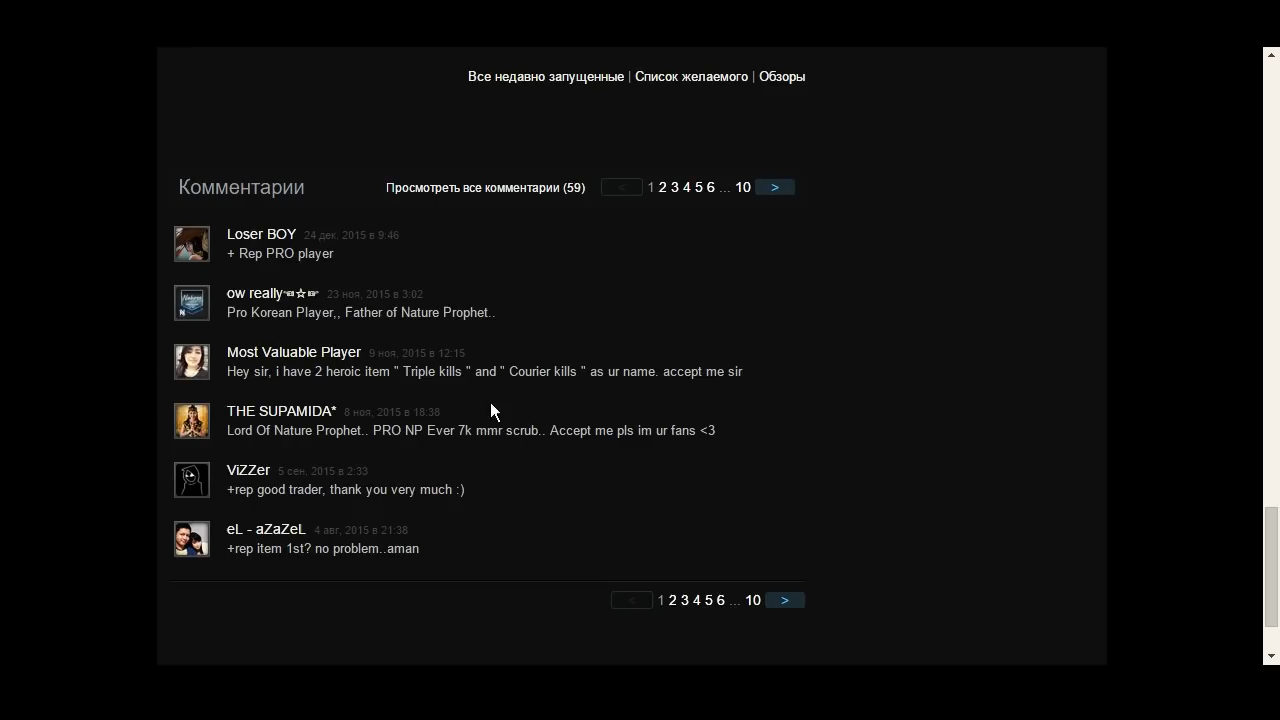 Все недавно запущенные | Список желаемого | Обзоры
Комментарии
Просмотреть все комментарии (59) < 1 2 3 4 5 6 ... 10 >
Loser BOY 24 дек. 2015 в 9:46
+ Rep PRO player
ow really☜☆☞ 23 ноя, 2015 в 3:02
Pro Korean Player,, Father of Nature Prophet..
Most Valuable Player 9 ноя, 2015 в 12:15
Hey sir, i have 2 heroic item " Triple kills " and " Courier kills " as ur name. accept me sir
THE SUPAMIDA* 8 ноя, 2015 в 18:38
Lord Of Nature Prophet.. PRO NP Ever 7k mmr scrub.. Accept me pls im ur fans <3
ViZZer 5 сен, 2015 в 2:33
+rep good trader, thank you very much :)
eL - aZaZeL 4 авг, 2015 в 21:38
+rep item 1st? no problem..aman
< 1 2 3 4 5 6 ... 10 >